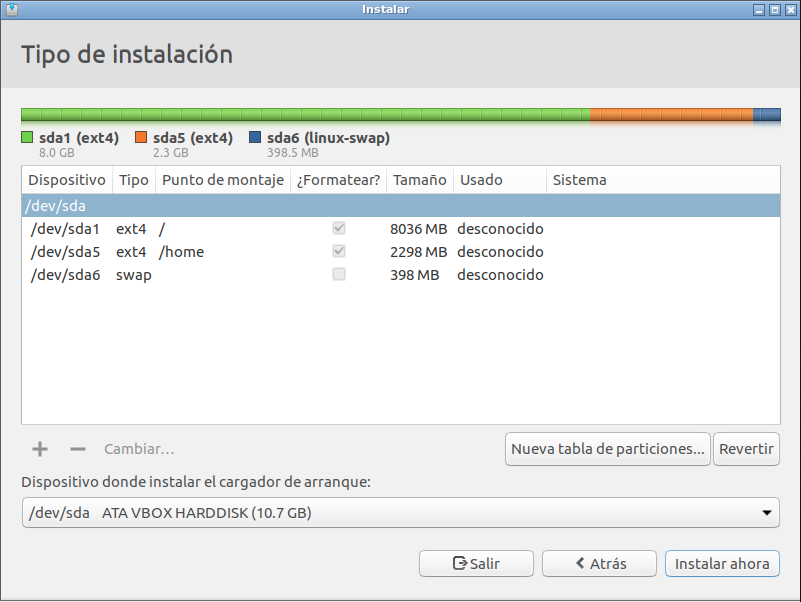 Instalar
Tipo de instalación
sda1 (ext4) sda5 (ext4) sda6 (linux-swap)
8.0 GB 2.3 GB 398.5 MB
Dispositivo Tipo Punto de montaje ¿Formatear? Tamaño Usado Sistema
/dev/sda
/dev/sda1 ext4 / 8036 MB desconocido
/dev/sda5 ext4 /home 2298 MB desconocido
/dev/sda6 swap 398 MB desconocido
+ − Cambiar... Nueva tabla de particiones... Revertir
Dispositivo donde instalar el cargador de arranque:
/dev/sda ATA VBOX HARDDISK (10.7 GB)
Salir Atrás Instalar ahora